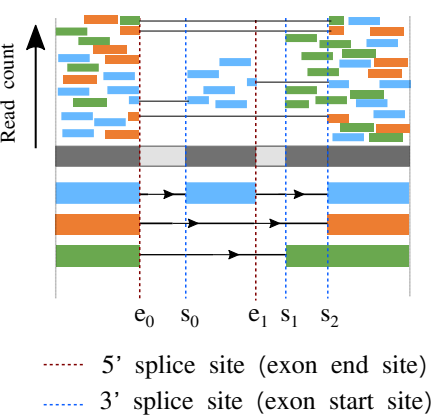 Read count
e0 s0 e1 s1 s2
5' splice site (exon end site)
3' splice site (exon start site)